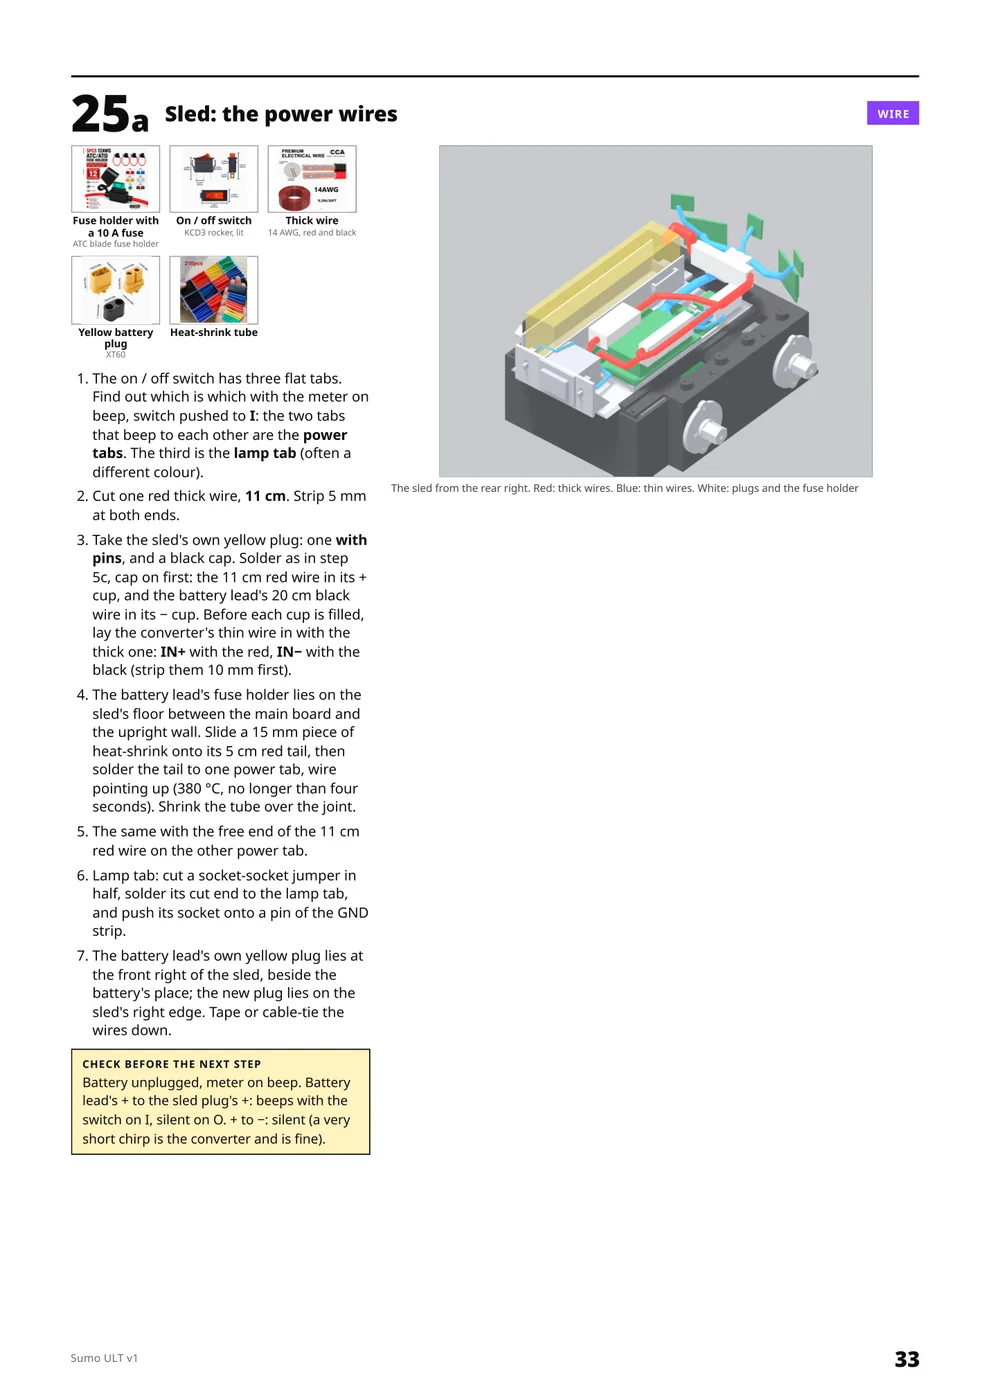 25a Sled: the power wires
WIRE
5PCS 12AWG
ATC/ATO
FUSE HOLDER
12
PREMIUM
ELECTRICAL WIRE CCA
14AWG
Fuse holder with
a 10 A fuse
ATC blade fuse holder
On / off switch
KCD3 rocker, lit
Thick wire
14 AWG, red and black
210pcs
Yellow battery
plug
XT60
Heat-shrink tube
1. The on / off switch has three flat tabs.
Find out which is which with the meter on
beep, switch pushed to I: the two tabs
that beep to each other are the power
tabs. The third is the lamp tab (often a
different colour).
2. Cut one red thick wire, 11 cm. Strip 5 mm
at both ends.
3. Take the sled's own yellow plug: one with
pins, and a black cap. Solder as in step
5c, cap on first: the 11 cm red wire in its +
cup, and the battery lead's 20 cm black
wire in its − cup. Before each cup is filled,
lay the converter's thin wire in with the
thick one: IN+ with the red, IN− with the
black (strip them 10 mm first).
4. The battery lead's fuse holder lies on the
sled's floor between the main board and
the upright wall. Slide a 15 mm piece of
heat-shrink onto its 5 cm red tail, then
solder the tail to one power tab, wire
pointing up (380 °C, no longer than four
seconds). Shrink the tube over the joint.
5. The same with the free end of the 11 cm
red wire on the other power tab.
6. Lamp tab: cut a socket-socket jumper in
half, solder its cut end to the lamp tab,
and push its socket onto a pin of the GND
strip.
7. The battery lead's own yellow plug lies at
the front right of the sled, beside the
battery's place; the new plug lies on the
sled's right edge. Tape or cable-tie the
wires down.
CHECK BEFORE THE NEXT STEP
Battery unplugged, meter on beep. Battery
lead's + to the sled plug's +: beeps with the
switch on I, silent on O. + to −: silent (a very
short chirp is the converter and is fine).
The sled from the rear right. Red: thick wires. Blue: thin wires. White: plugs and the fuse holder
Sumo ULT v1
33